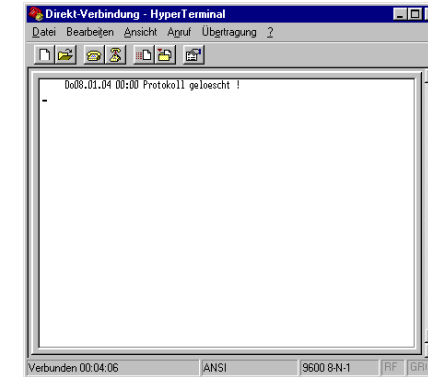 Direkt-Verbindung - HyperTerminal
Datei Bearbeiten Ansicht Anruf Übertragung ?
Do08.01.04 00:00 Protokoll geloescht !
Verbunden 00:04:06 ANSI 9600 8-N-1 RF